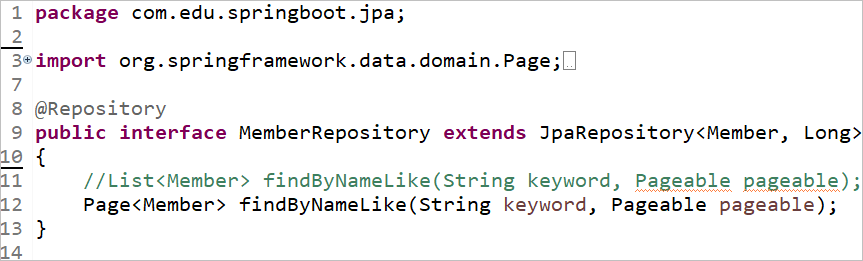 1 package com.edu.springboot.jpa;
2
3 import org.springframework.data.domain.Page;
7
8 @Repository
9 public interface MemberRepository extends JpaRepository<Member, Long>
10 {
11 //List<Member> findByNameLike(String keyword, Pageable pageable);
12 Page<Member> findByNameLike(String keyword, Pageable pageable);
13 }
14